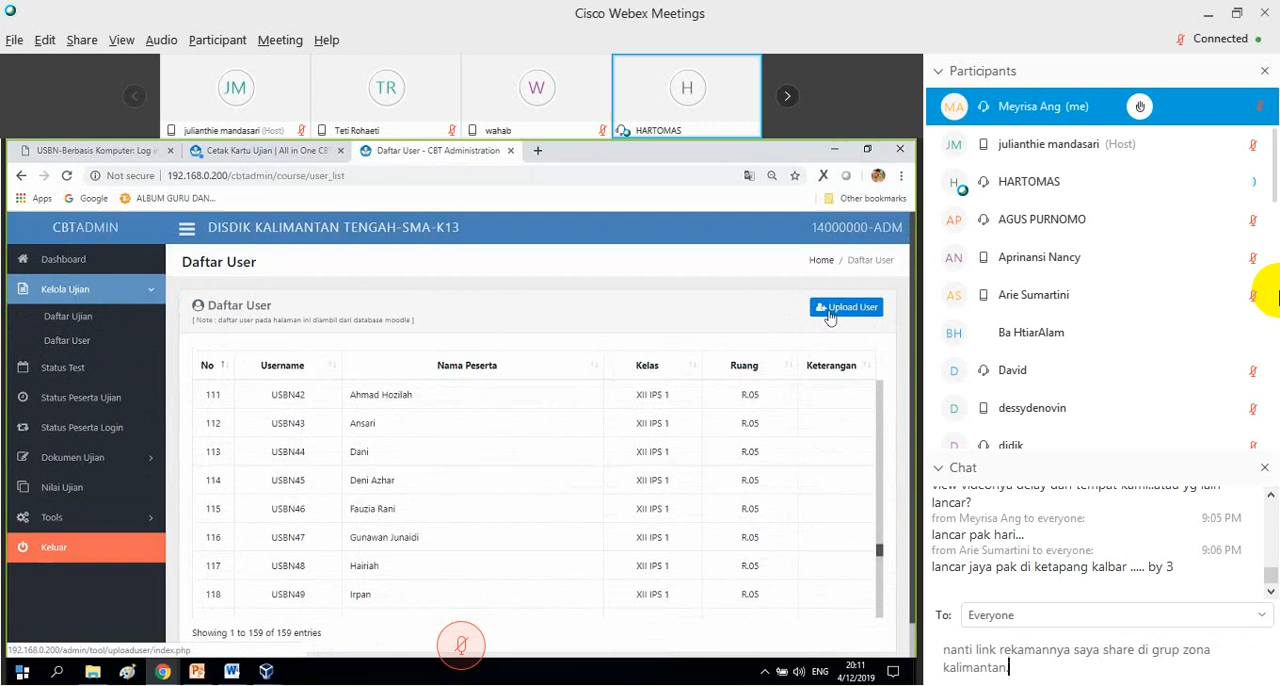 Cisco Webex Meetings
File Edit Share View Audio Participant Meeting Help
Connected
JM
TR
W
H
julianthie mandasari (Host)
Teti Rohaeti
wahab
HARTOMAS
USBN-Berbasis Komputer: Log i
Cetak Kartu Ujian | All in One CBT
Daftar User - CBT Administration
Not secure 192.168.0.200/cbtadmin/course/user_list
Apps Google ALBUM GURU DAN... Other bookmarks
CBTADMIN
DISDIK KALIMANTAN TENGAH-SMA-K13 14000000-ADM
Dashboard
Kelola Ujian
Daftar Ujian
Daftar User
Status Test
Status Peserta Ujian
Status Peserta Login
Dokumen Ujian
Nilai Ujian
Tools
Keluar
Daftar User
Home / Daftar User
Daftar User
[ Note : daftar user pada halaman ini diambil dari database moodle ]
Upload User
No Username Nama Peserta Kelas Ruang Keterangan
111 USBN42 Ahmad Hozilah XII IPS 1 R.05
112 USBN43 Ansari XII IPS 1 R.05
113 USBN44 Dani XII IPS 1 R.05
114 USBN45 Deni Azhar XII IPS 1 R.05
115 USBN46 Fauzia Rani XII IPS 1 R.05
116 USBN47 Gunawan Junaidi XII IPS 1 R.05
117 USBN48 Hairiah XII IPS 1 R.05
118 USBN49 Irpan XII IPS 1 R.05
Showing 1 to 159 of 159 entries
192.168.0.200/admin/tool/uploaduser/index.php
ENG
20:11
4/12/2019
Participants
MA Meyrisa Ang (me)
JM julianthie mandasari (Host)
H HARTOMAS
AP AGUS PURNOMO
AN Aprinansi Nancy
AS Arie Sumartini
BH Ba HtiarAlam
D David
D dessydenovin
D didik
Chat
view videonya delay dari tempat kami..atau yg lain
lancar?
from Meyrisa Ang to everyone: 9:05 PM
lancar pak hari...
from Arie Sumartini to everyone: 9:06 PM
lancar jaya pak di ketapang kalbar ..... by 3
To: Everyone
nanti link rekamannya saya share di grup zona
kalimantan.